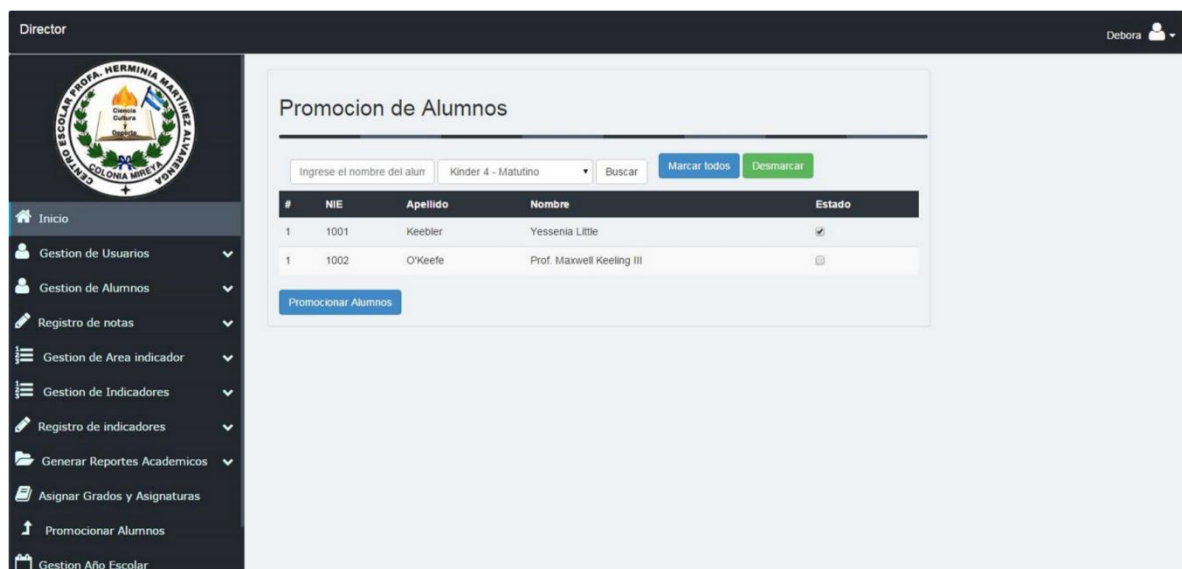 Director
Debora
CENTRO ESCOLAR PROFA. HERMINIA MARTÍNEZ ALVARENGA
Ciencia
Cultura
Y
Deporte
COLONIA MIREYA
Inicio
Gestion de Usuarios
Gestion de Alumnos
Registro de notas
Gestion de Area indicador
Gestion de Indicadores
Registro de indicadores
Generar Reportes Academicos
Asignar Grados y Asignaturas
Promocionar Alumnos
Gestion Año Escolar
Promocion de Alumnos
Ingrese el nombre del alum Kinder 4 - Matutino Buscar Marcar todos Desmarcar
# NIE Apellido Nombre Estado
1 1001 Keebler Yessenia Little
1 1002 O'Keefe Prof. Maxwell Keeling III
Promocionar Alumnos